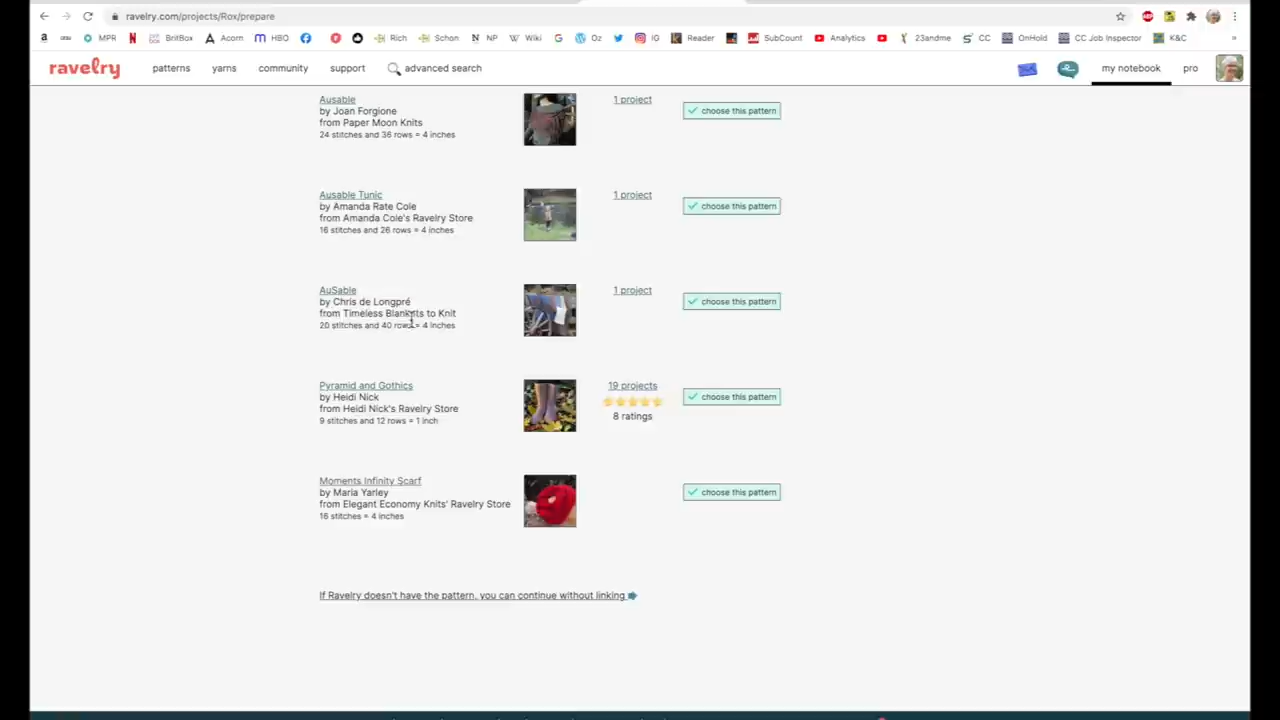 ravelry.com/projects/Rox/prepare
MPR BritBox Acorn HBO Rich Schon NP Wiki Oz IG Reader SubCount Analytics 23andme CC OnHold CC Job Inspector K&C
ravelry patterns yarns community support advanced search my notebook pro
Ausable 1 project choose this pattern
by Joan Forgione
from Paper Moon Knits
24 stitches and 36 rows = 4 inches
Ausable Tunic 1 project choose this pattern
by Amanda Rate Cole
from Amanda Cole's Ravelry Store
16 stitches and 26 rows = 4 inches
AuSable 1 project choose this pattern
by Chris de Longpré
from Timeless Blankets to Knit
20 stitches and 40 rows = 4 inches
Pyramid and Gothics 19 projects choose this pattern
by Heidi Nick
from Heidi Nick's Ravelry Store
8 ratings
9 stitches and 12 rows = 1 inch
Moments Infinity Scarf choose this pattern
by Maria Yarley
from Elegant Economy Knits' Ravelry Store
16 stitches = 4 inches
If Ravelry doesn't have the pattern, you can continue without linking